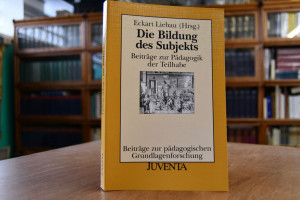 Eckart Liebau (Hrsg.)
Die Bildung
des Subjekts
Beiträge zur Pädagogik
der Teilhabe
Beiträge zur pädagogischen
Grundlagenforschung
JUVENTA